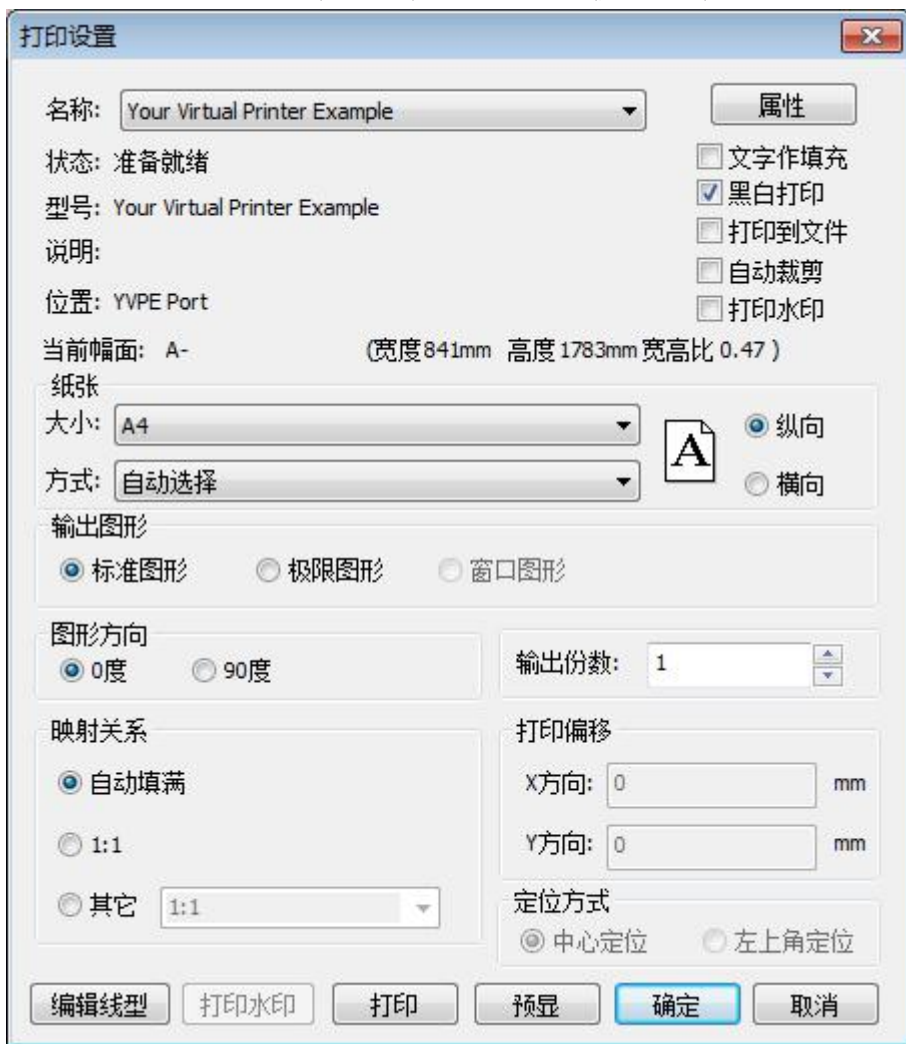 打印设置
名称: Your Virtual Printer Example 属性
状态: 准备就绪 文字作填充
型号: Your Virtual Printer Example 黑白打印
说明: 打印到文件
自动裁剪
位置: YVPE Port 打印水印
当前幅面: A- (宽度841mm 高度1783mm 宽高比 0.47 )
纸张
大小: A4 A 纵向
方式: 自动选择 横向
输出图形
标准图形 极限图形 窗口图形
图形方向
0度 90度 输出份数: 1
映射关系 打印偏移
自动填满 X方向: 0 mm
1:1 Y方向: 0 mm
其它 1:1 定位方式
中心定位 左上角定位
编辑线型 打印水印 打印 预显 确定 取消